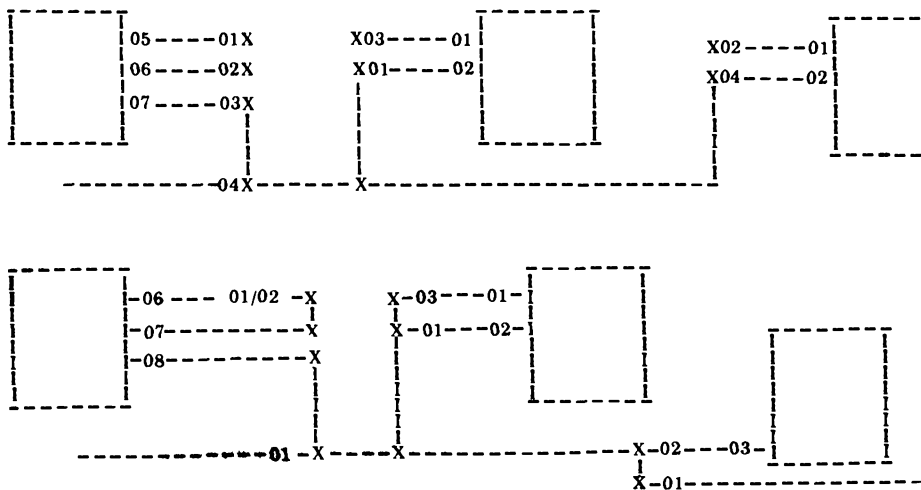 05----01X X03----01 X02----01
06----02X X01----02 X04----02
07----03X
04X X
-06--- 01/02 -X X-03---01-
-07 X X-01---02-
-08 X
01 X X X-02---03-
X-01